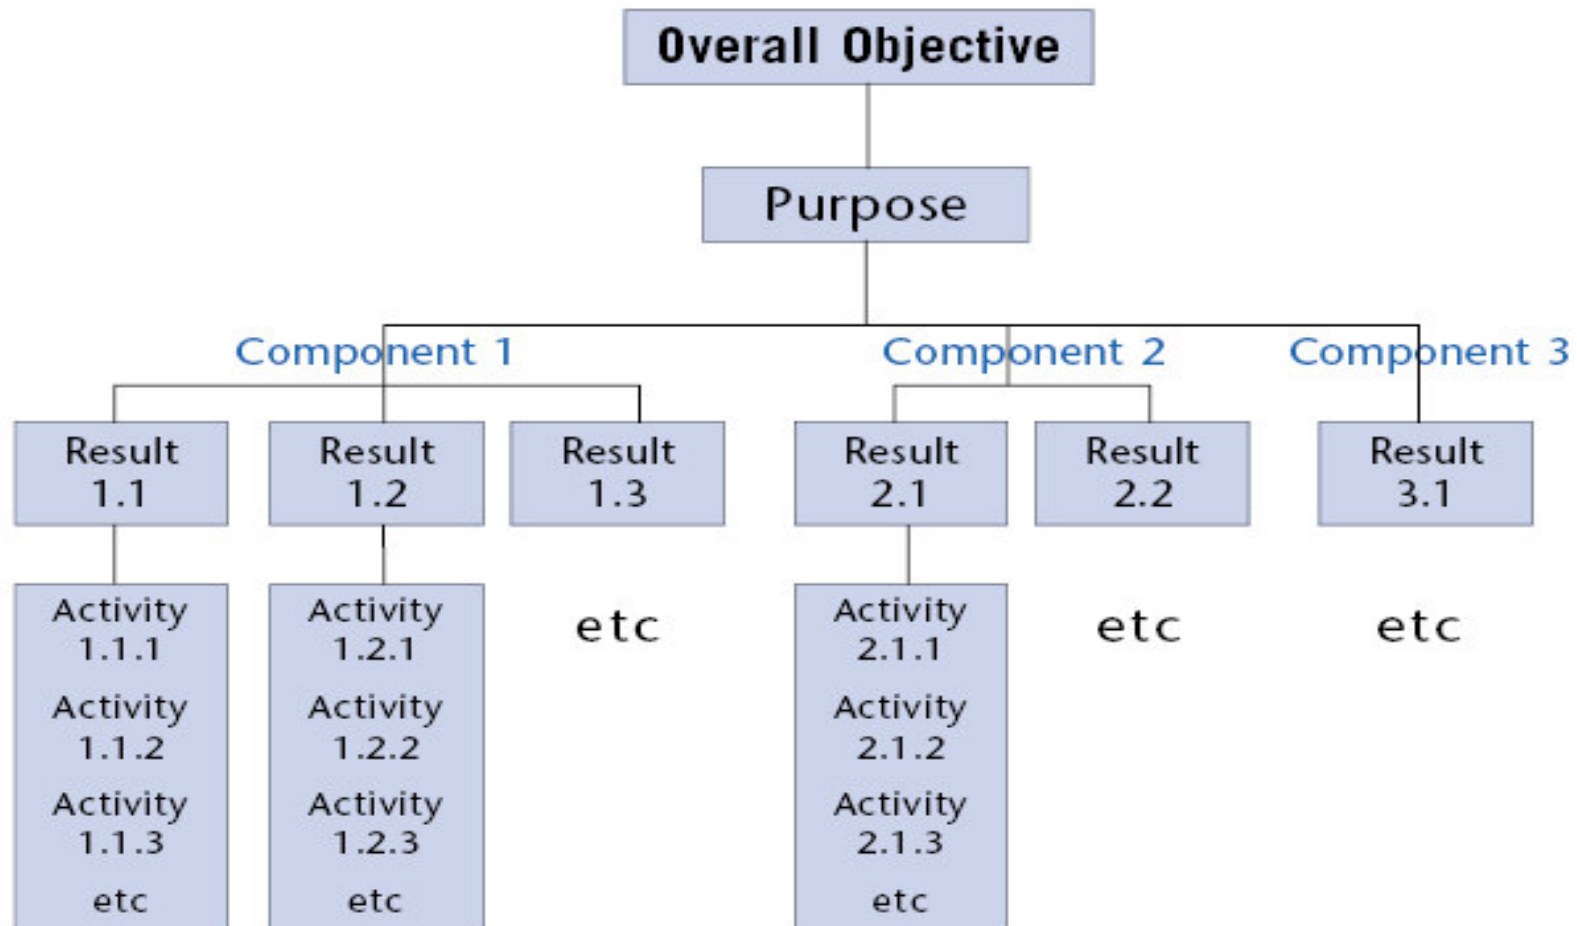 Overall Objective
Purpose
Component 1
Component 2
Component 3
Result
1.1
Result
1.2
Result
1.3
Result
2.1
Result
2.2
Result
3.1
Activity
1.1.1
Activity
1.1.2
Activity
1.1.3
etc
Activity
1.2.1
Activity
1.2.2
Activity
1.2.3
etc
etc
Activity
2.1.1
Activity
2.1.2
Activity
2.1.3
etc
etc
etc